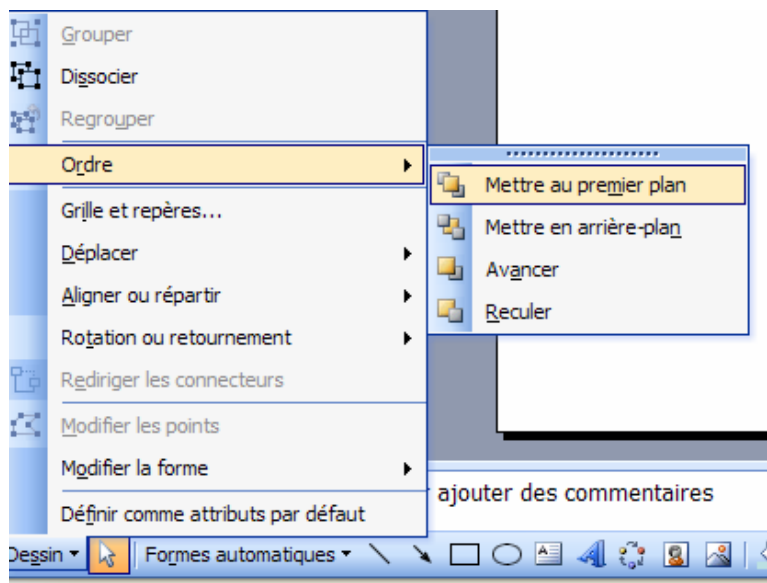 Grouper
Dissocier
Regrouper
Ordre
Mettre au premier plan
Mettre en arrière-plan
Avancer
Reculer
Grille et repères...
Déplacer
Aligner ou répartir
Rotation ou retournement
Rediriger les connecteurs
Modifier les points
Modifier la forme
Définir comme attributs par défaut
ajouter des commentaires
Dessin
Formes automatiques